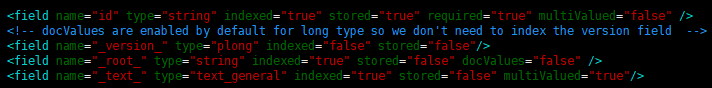 <field name="id" type="string" indexed="true" stored="true" required="true" multiValued="false" />
<!-- docValues are enabled by default for long type so we don't need to index the version field  -->
<field name="_version_" type="plong" indexed="false" stored="false"/>
<field name="_root_" type="string" indexed="true" stored="false" docValues="false" />
<field name="_text_" type="text_general" indexed="true" stored="false" multiValued="true"/>